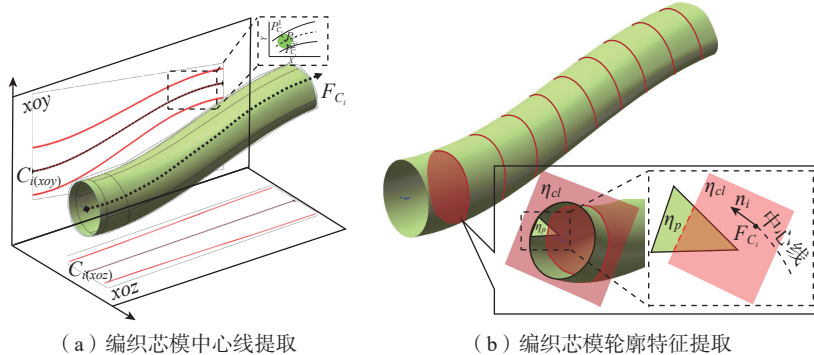 xoy
F_{C_i}
C_{i(xoy)}
C_{i(xoz)}
xoz
(a)编织芯模中心线提取
η_{cl}
η_p
η_{cl}
n_i
η_p
F_{C_i}
中心线
(b)编织芯模轮廓特征提取